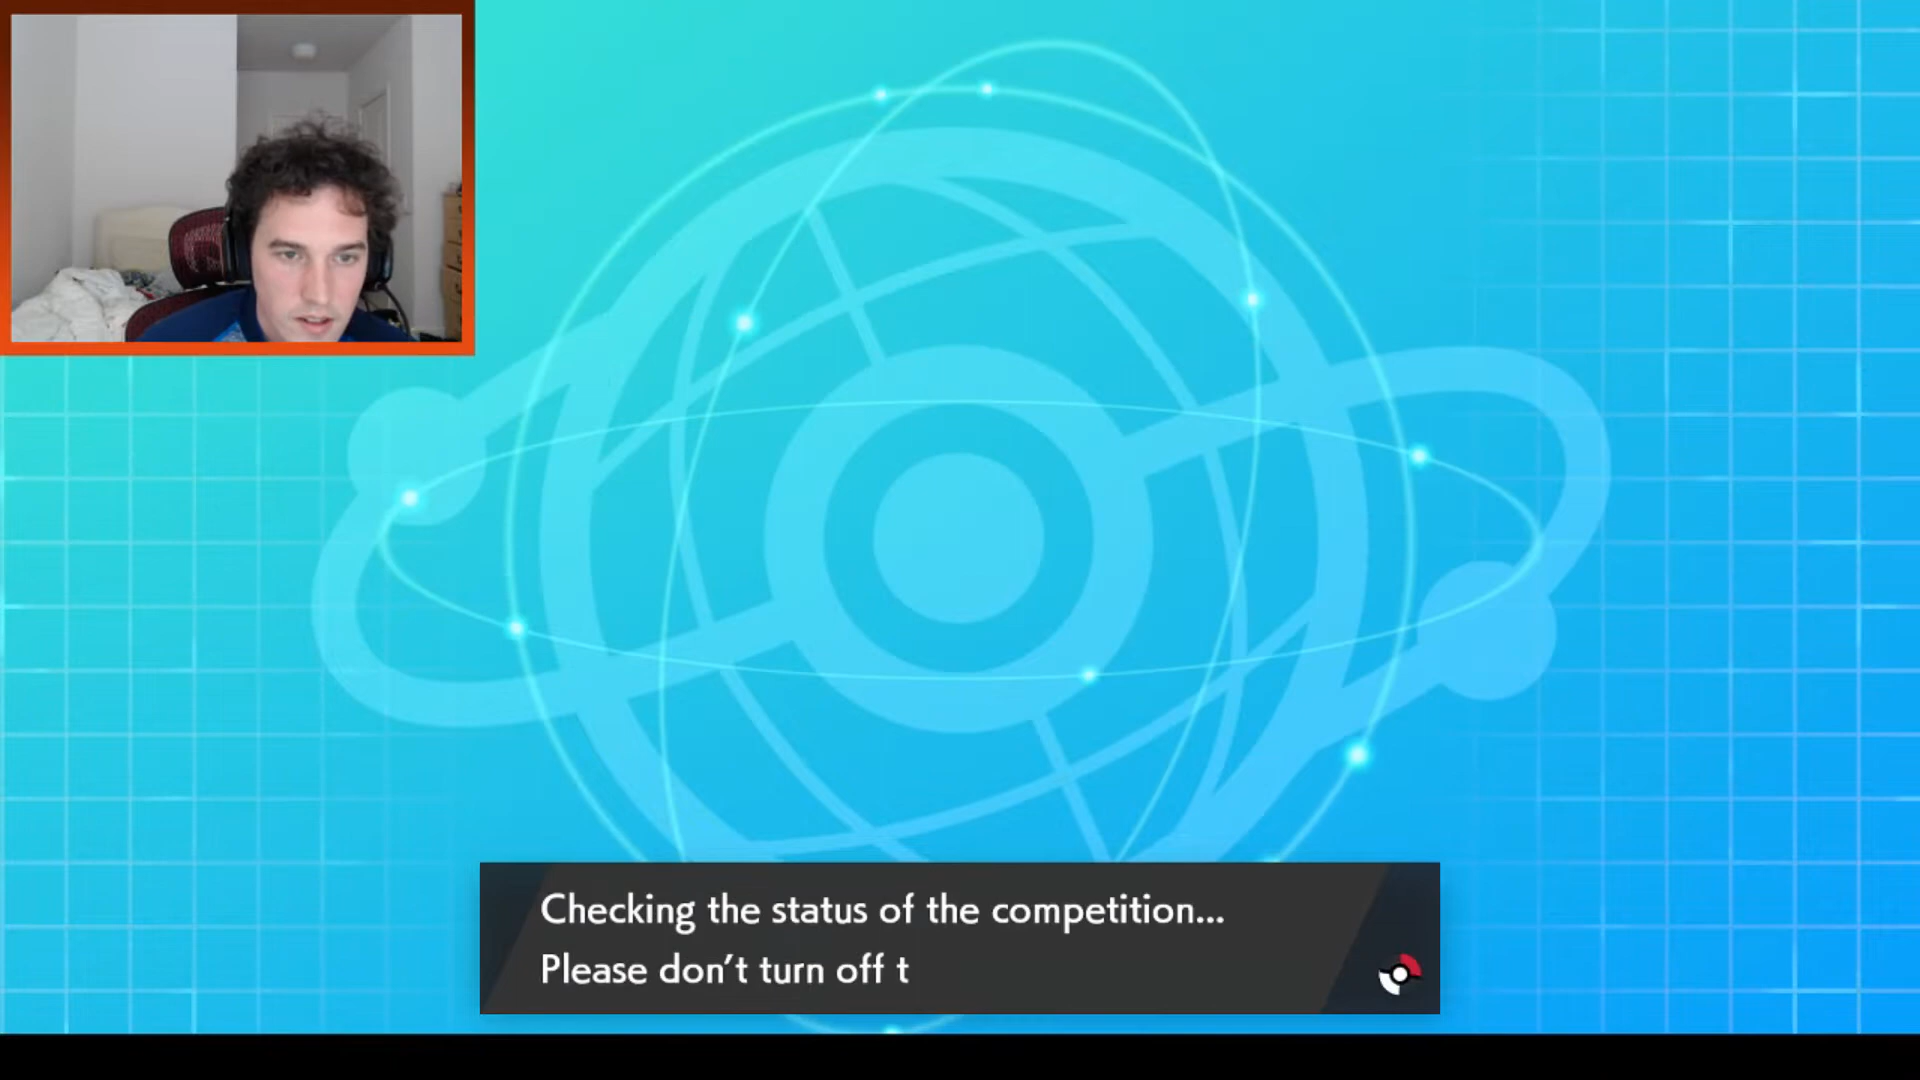 Checking the status of the competition...
Please don't turn off t